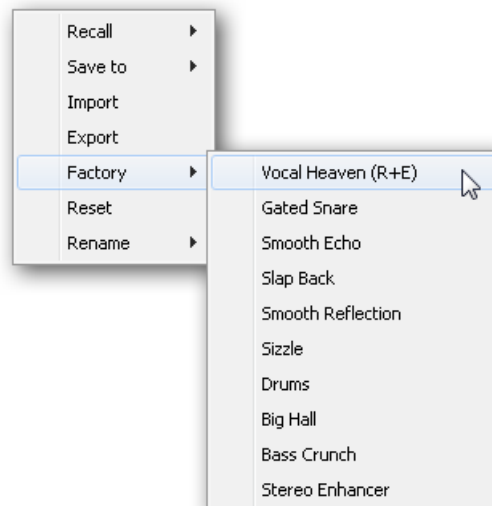 Recall
Save to
Import
Export
Factory
Reset
Rename
Vocal Heaven (R+E)
Gated Snare
Smooth Echo
Slap Back
Smooth Reflection
Sizzle
Drums
Big Hall
Bass Crunch
Stereo Enhancer